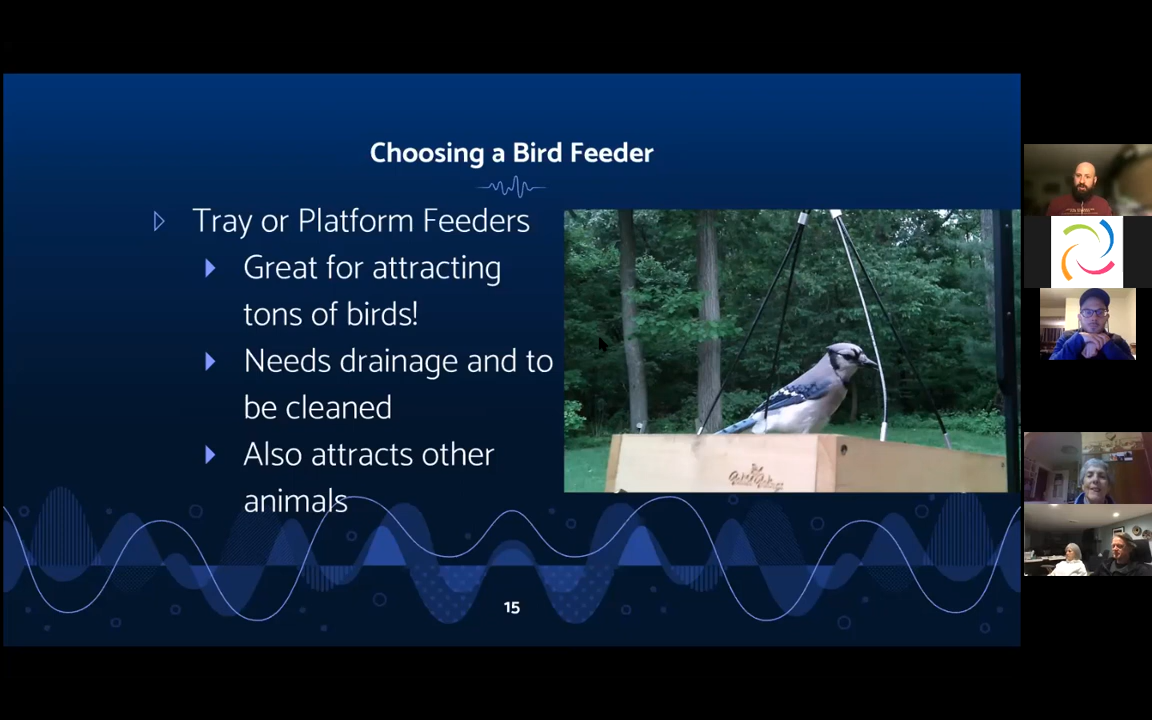 Choosing a Bird Feeder
Tray or Platform Feeders
Great for attracting
tons of birds!
Needs drainage and to
be cleaned
Also attracts other
animals
15